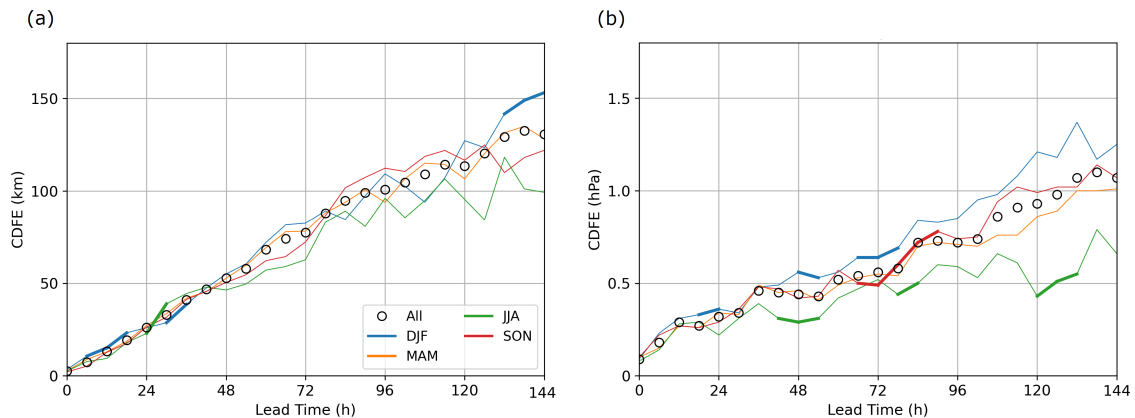 (a)
(b)
150
100
50
0
CDFE (km)
0 24 48 72 96 120 144
Lead Time (h)
All
DJF
MAM
JJA
SON
1.5
1.0
0.5
0
CDFE (hPa)
0 24 48 72 96 120 144
Lead Time (h)